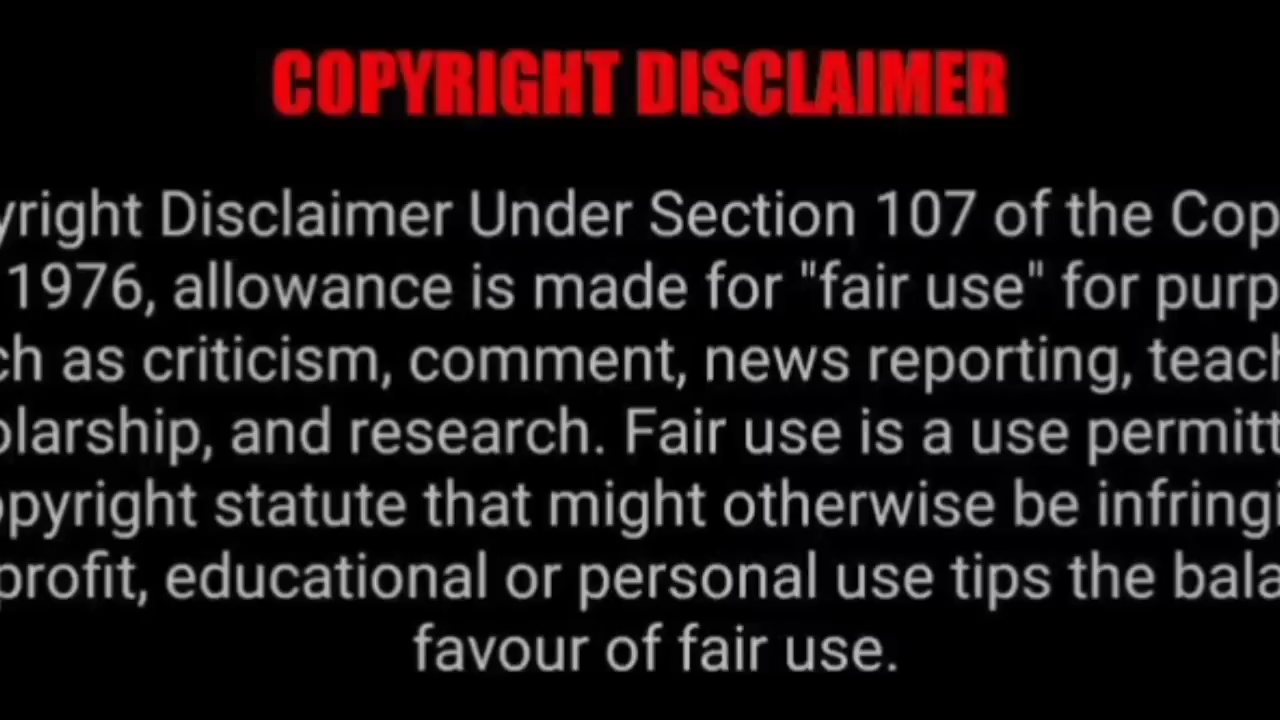 COPYRIGHT DISCLAIMER
yright Disclaimer Under Section 107 of the Cop
1976, allowance is made for "fair use" for purp
ch as criticism, comment, news reporting, teach
olarship, and research. Fair use is a use permitt
opyright statute that might otherwise be infringi
profit, educational or personal use tips the bala
favour of fair use.